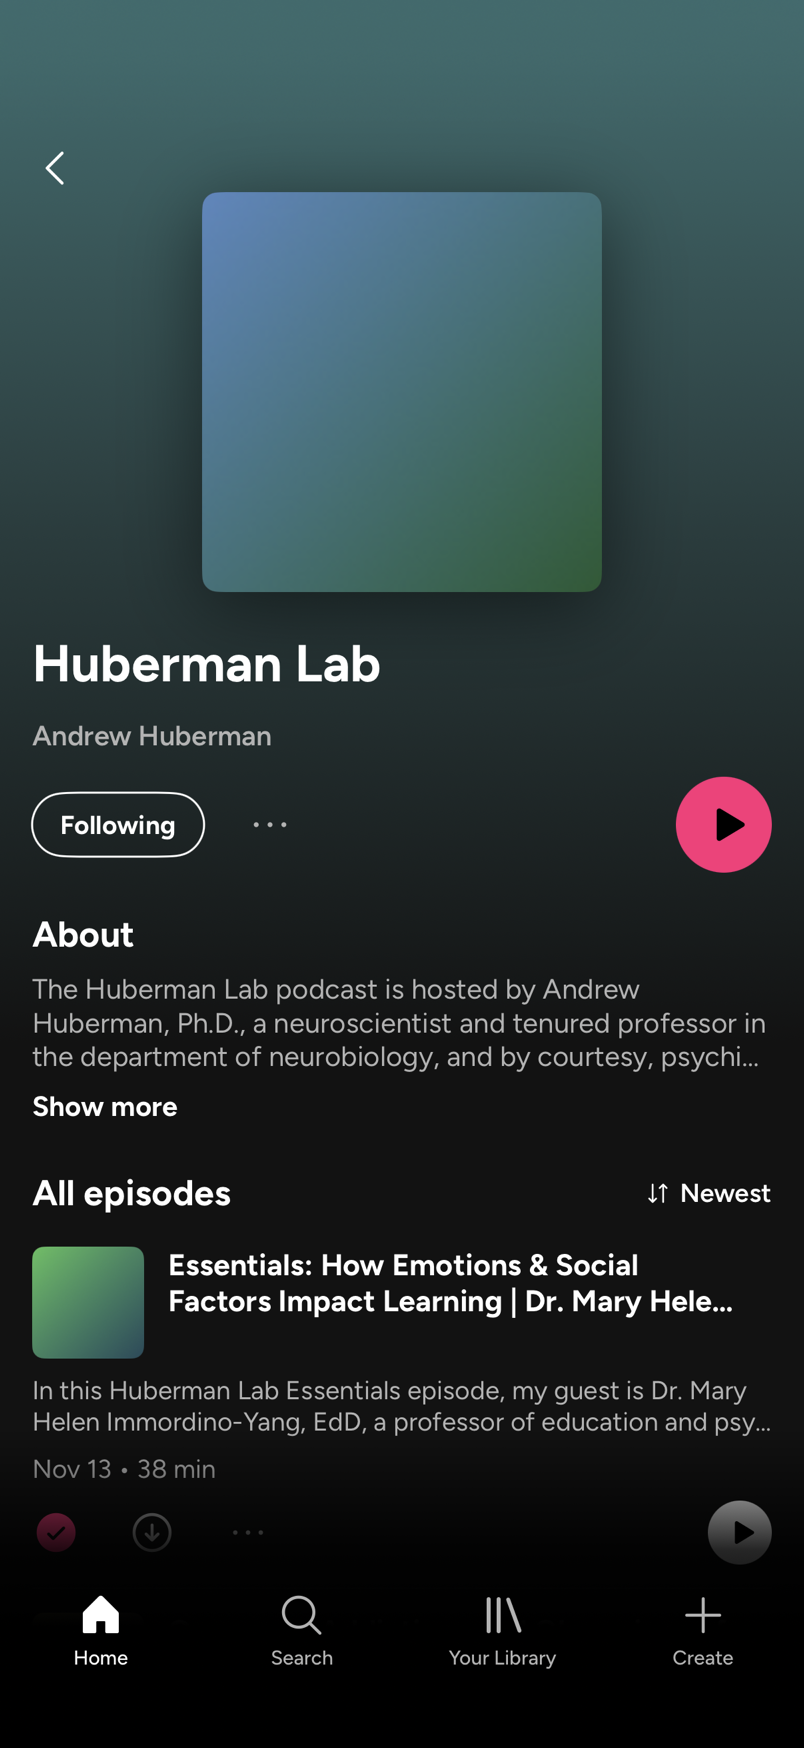 Huberman Lab
Andrew Huberman
Following
About
The Huberman Lab podcast is hosted by Andrew
Huberman, Ph.D., a neuroscientist and tenured professor in
the department of neurobiology, and by courtesy, psychi...
Show more
All episodes
Newest
Essentials: How Emotions & Social
Factors Impact Learning | Dr. Mary Hele...
In this Huberman Lab Essentials episode, my guest is Dr. Mary
Helen Immordino-Yang, EdD, a professor of education and psy...
Nov 13 • 38 min
Home
Search
Your Library
Create